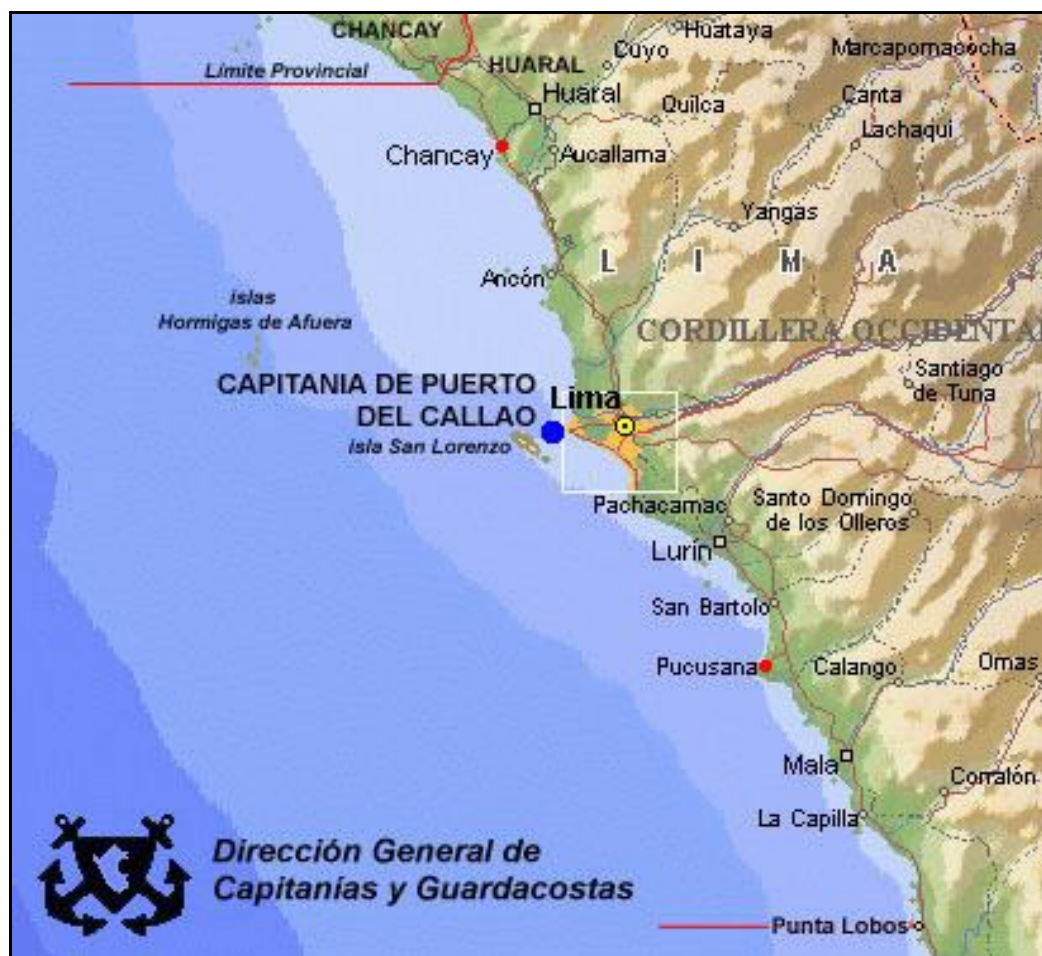 CHANCAY
Huataya
Cuyo
Marcapomacocha
Límite Provincial
HUARAL
Huaral
Quilca
Canta
Lachaqui
Chancay
Aucallama
Yangas
L I M A
Ancón
islas
Hormigas de Afuera
CORDILLERA OCCIDENTAL
Santiago
de Tuna
CAPITANIA DE PUERTO
DEL CALLAO
Lima
isla San Lorenzo
Pachacamac
Santo Domingo
de los Olleros
Lurín
San Bartolo
Pucusana
Calango
Omas
Mala
Corralón
La Capilla
Dirección General de
Capitanías y Guardacostas
Punta Lobos